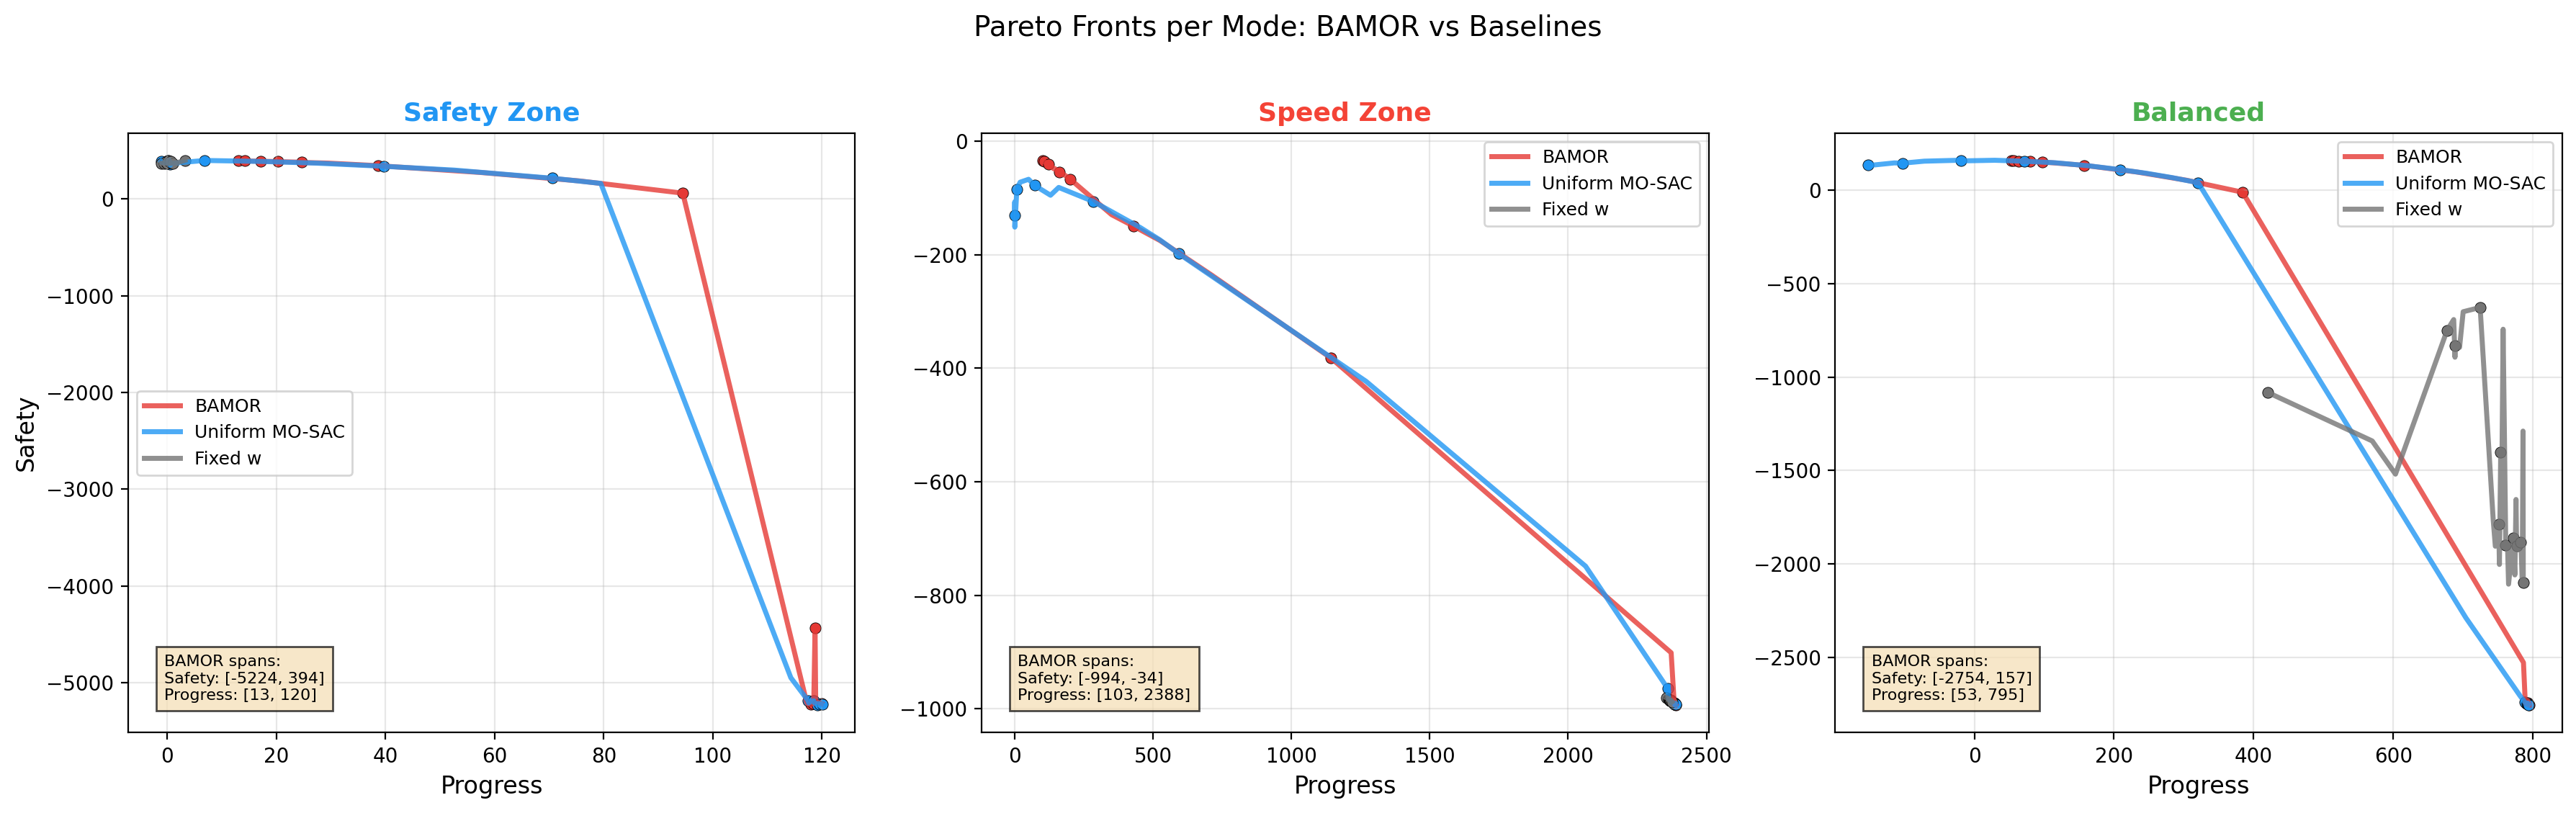 Pareto Fronts per Mode: BAMOR vs Baselines
Safety Zone
Safety
0
−1000
−2000
−3000
−4000
−5000
BAMOR
Uniform MO-SAC
Fixed w
BAMOR spans:
Safety: [-5224, 394]
Progress: [13, 120]
0
20
40
60
80
100
120
Progress
Speed Zone
0
−200
−400
−600
−800
−1000
BAMOR
Uniform MO-SAC
Fixed w
BAMOR spans:
Safety: [-994, -34]
Progress: [103, 2388]
0
500
1000
1500
2000
2500
Progress
Balanced
0
−500
−1000
−1500
−2000
−2500
BAMOR
Uniform MO-SAC
Fixed w
BAMOR spans:
Safety: [-2754, 157]
Progress: [53, 795]
0
200
400
600
800
Progress